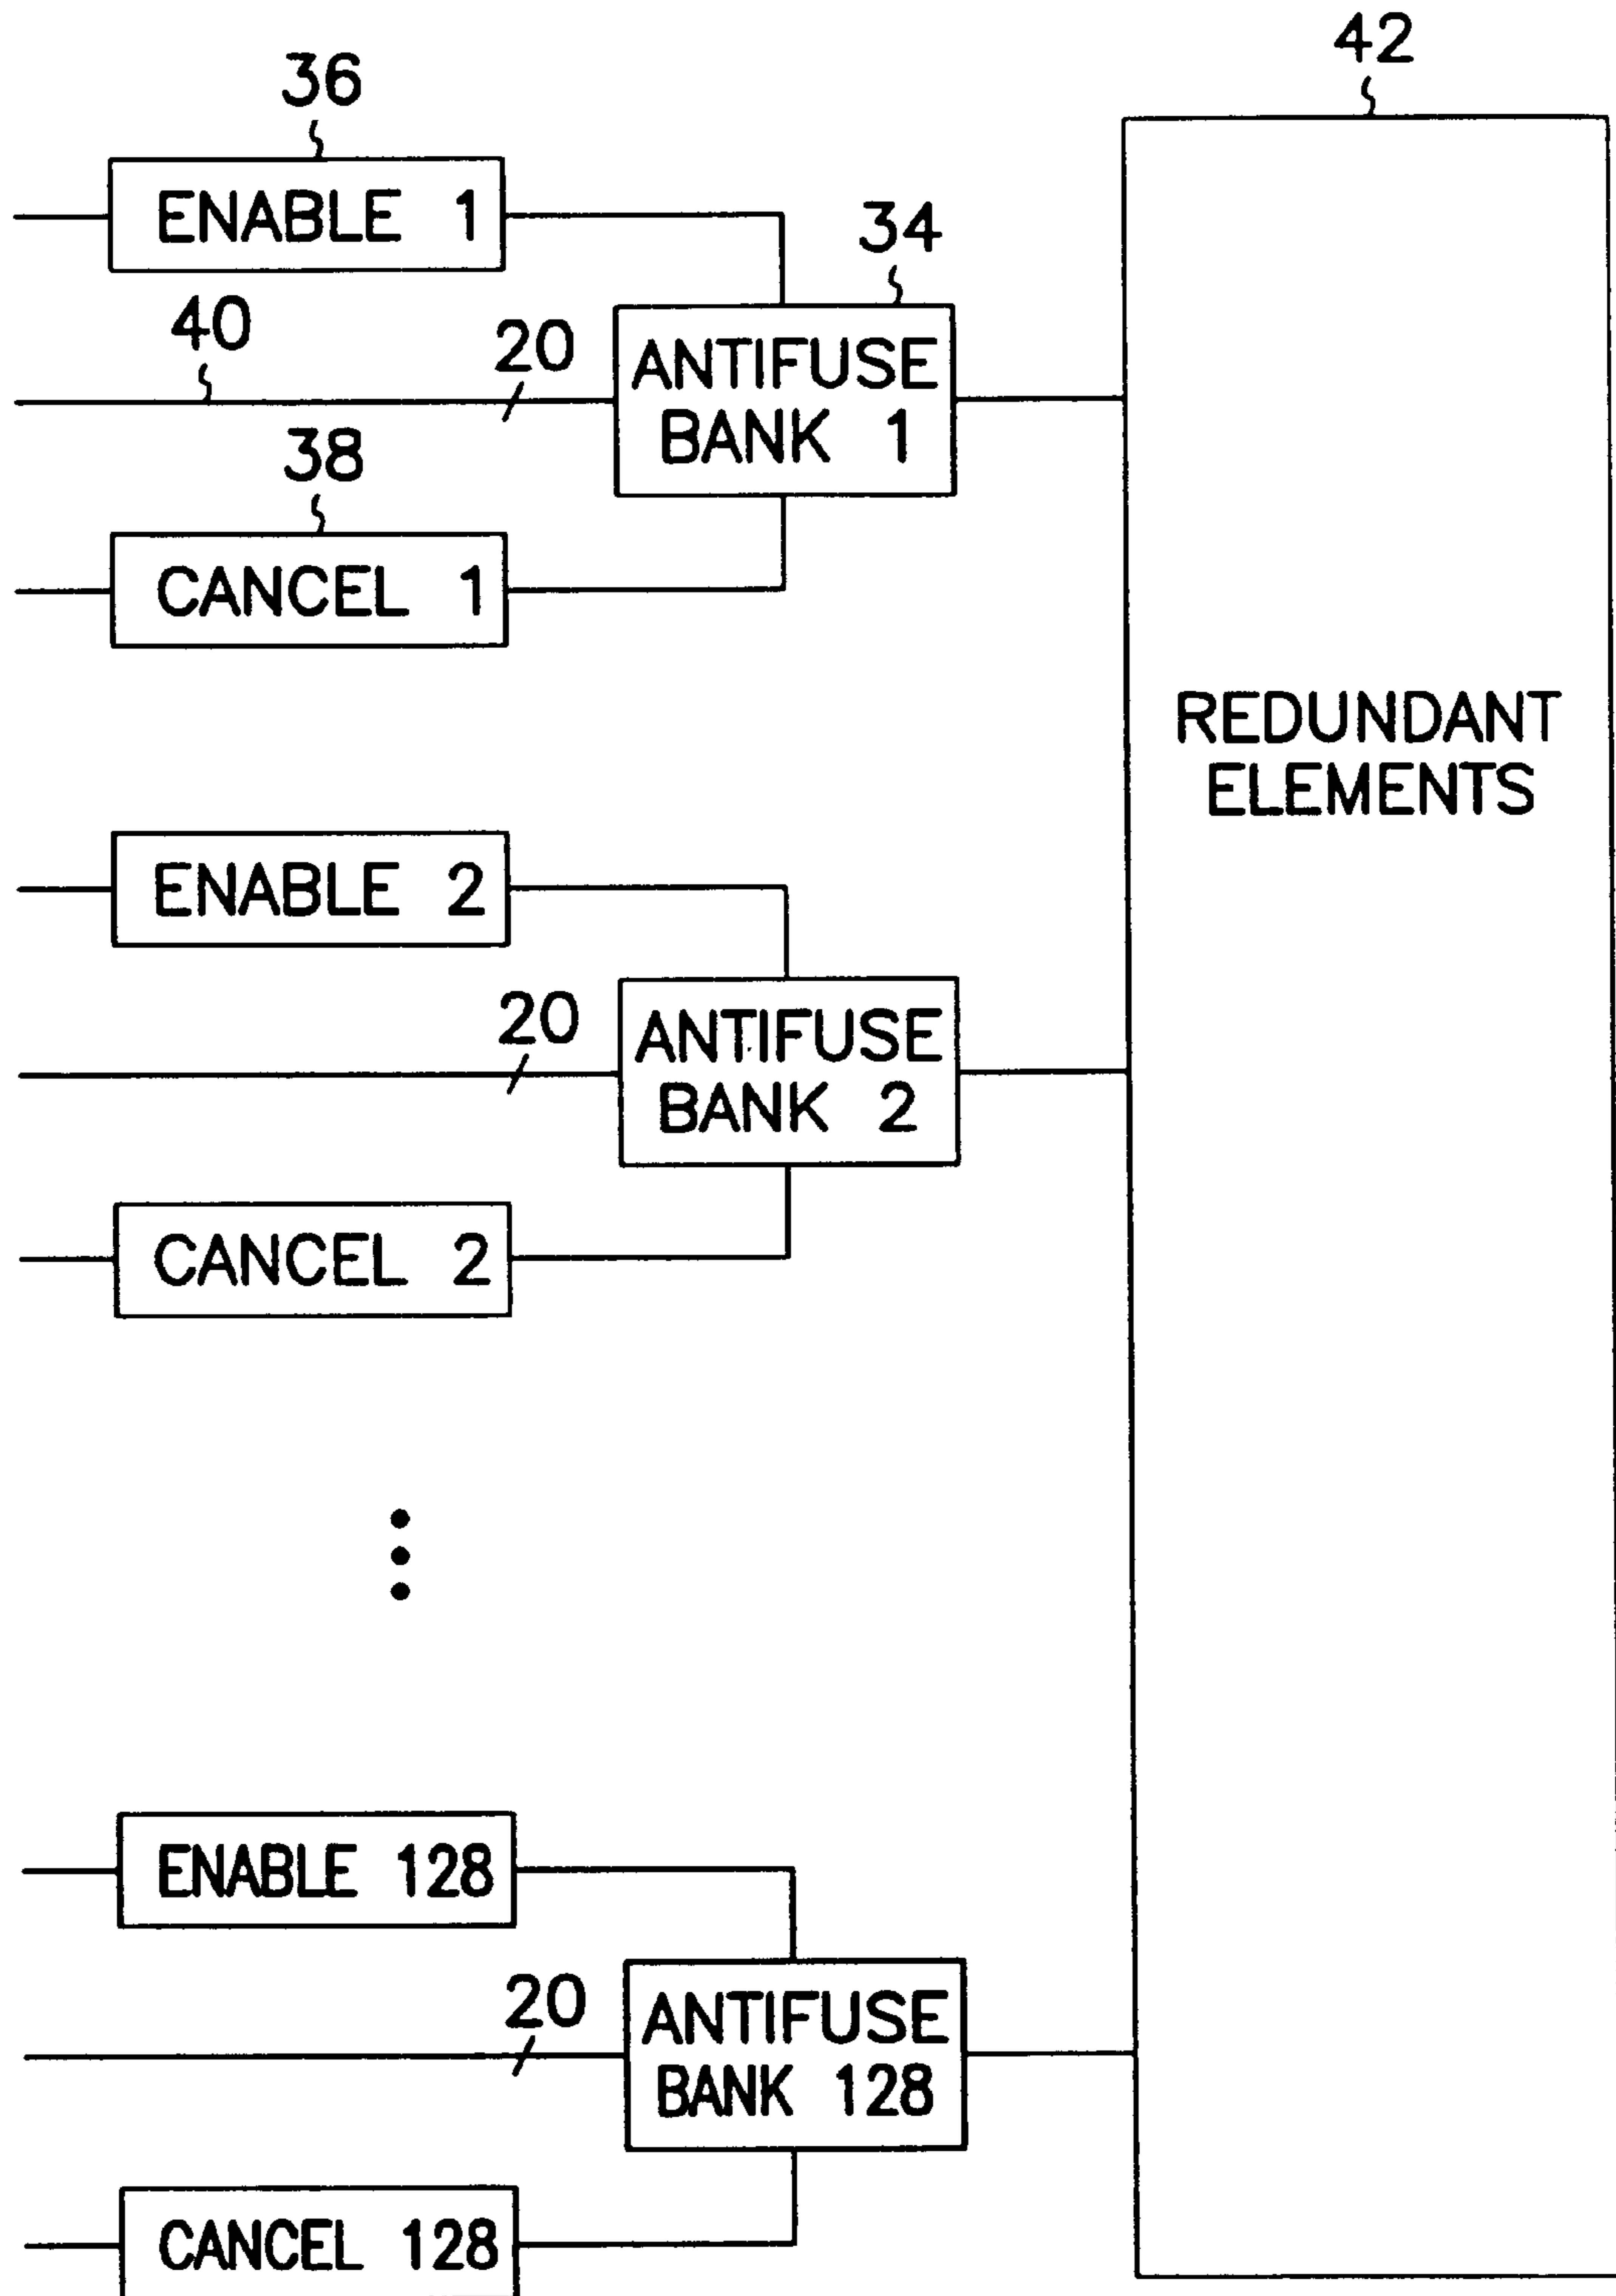 42
36
ENABLE 1
34
40
20
ANTIFUSE
BANK 1
38
CANCEL 1
REDUNDANT
ELEMENTS
ENABLE 2
20
ANTIFUSE
BANK 2
CANCEL 2
ENABLE 128
20
ANTIFUSE
BANK 128
CANCEL 128